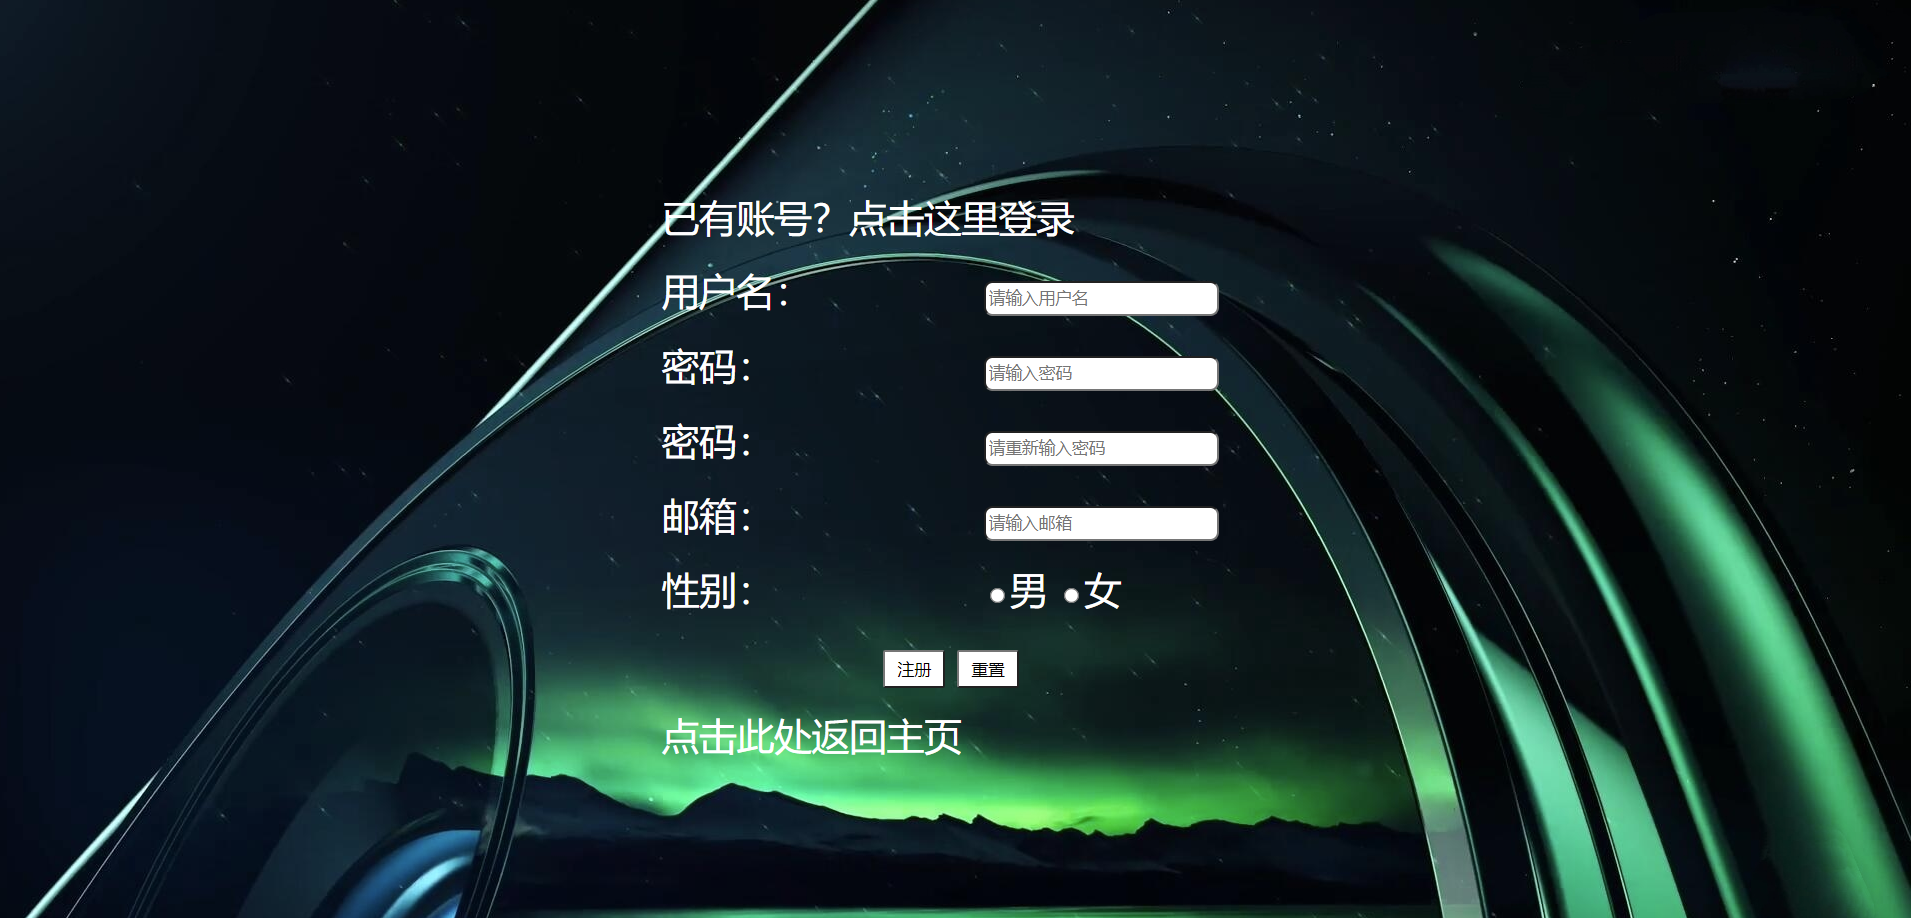 已有账号？点击这里登录
用户名： 请输入用户名
密码： 请输入密码
密码： 请重新输入密码
邮箱： 请输入邮箱
性别： 男 女
注册 重置
点击此处返回主页